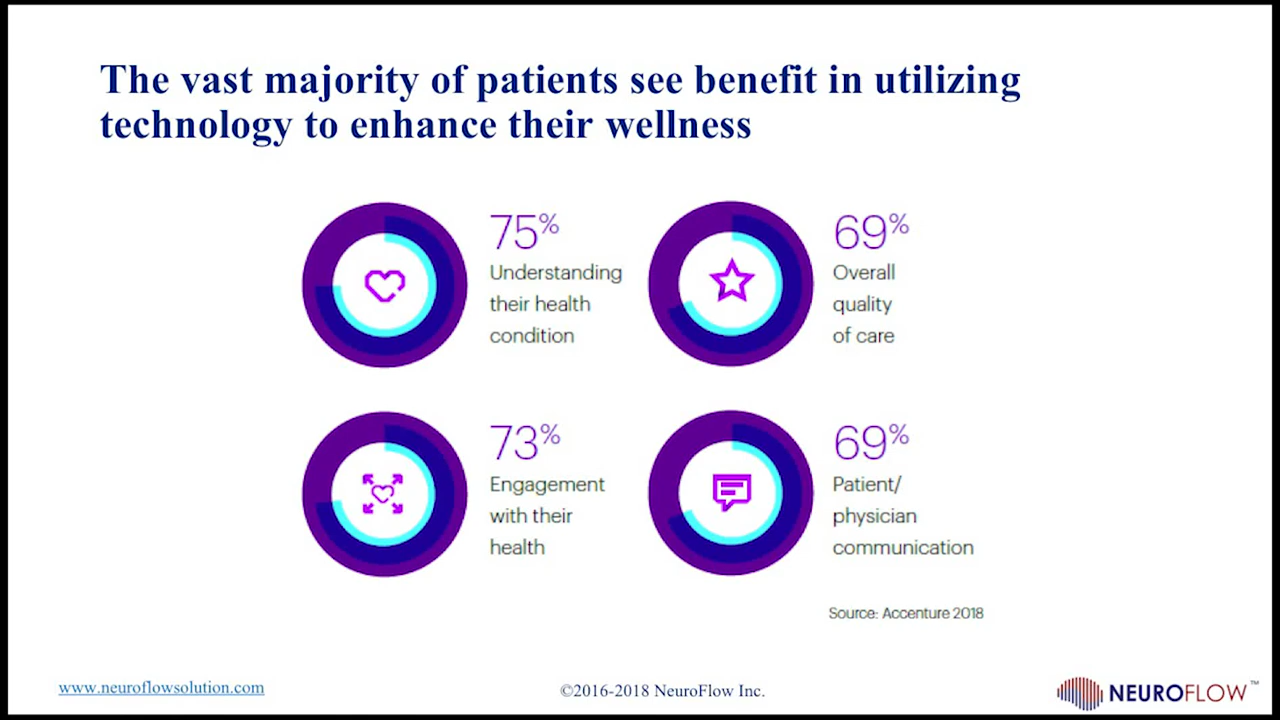 The vast majority of patients see benefit in utilizing
technology to enhance their wellness
75%
Understanding
their health
condition
69%
Overall
quality
of care
73%
Engagement
with their
health
69%
Patient/
physician
communication
Source: Accenture 2018
www.neuroflowsolution.com
©2016-2018 NeuroFlow Inc.
NEUROFLOW™